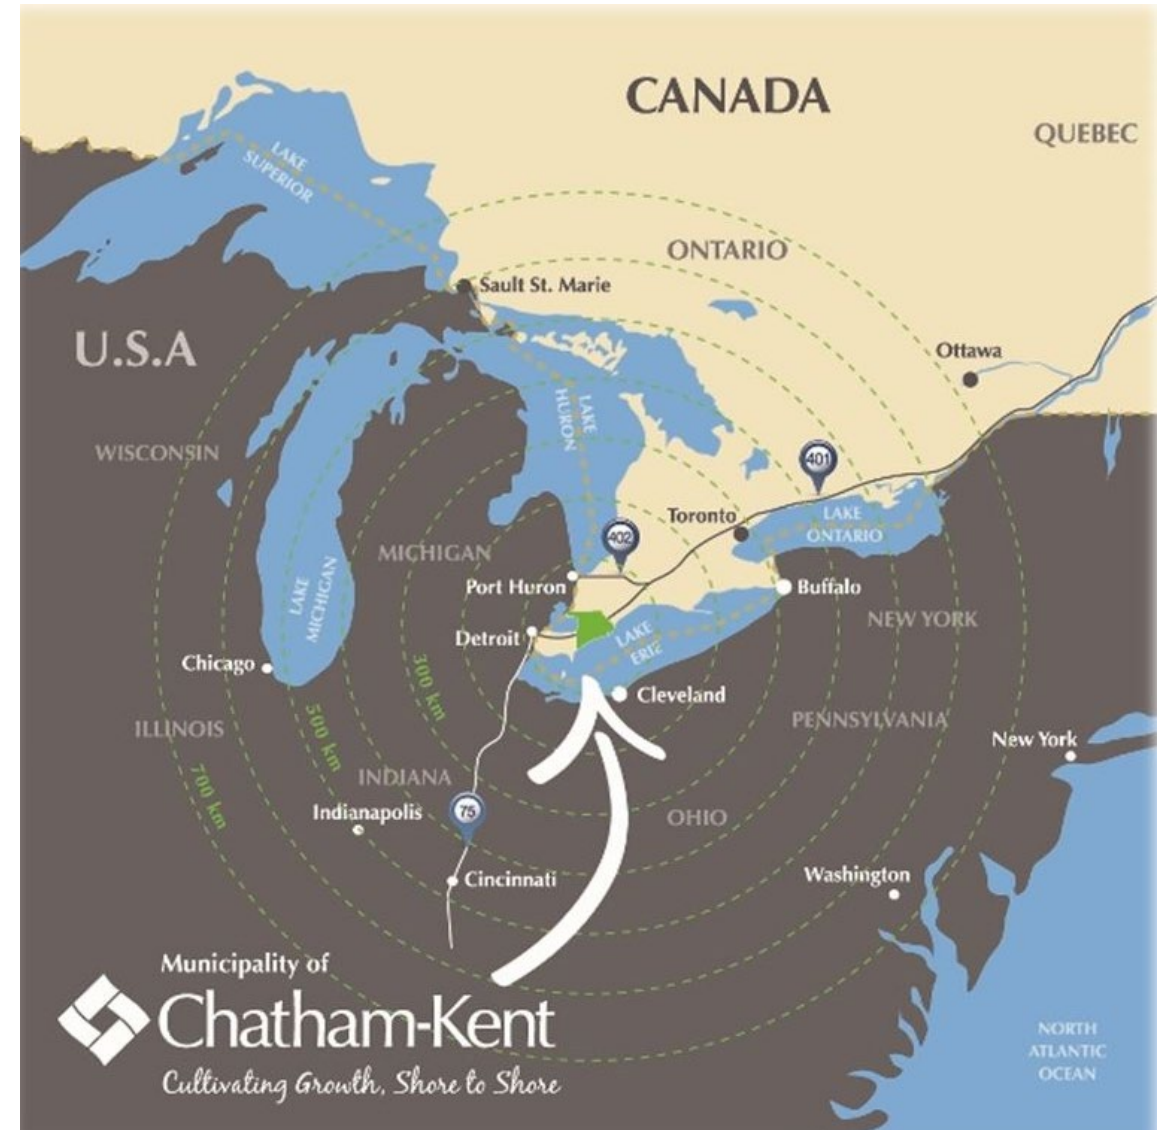 CANADA
QUEBEC
LAKE
SUPERIOR
ONTARIO
Sault St. Marie
U.S.A
Ottawa
WISCONSIN
LAKE
HURON
401
Toronto
LAKE
ONTARIO
402
MICHIGAN
Port Huron
Buffalo
LAKE
MICHIGAN
NEW YORK
Detroit
LAKE
ERIE
Chicago
300 km
Cleveland
500 km
ILLINOIS
PENNSYLVANIA
New York
700 km
INDIANA
Indianapolis
75
OHIO
Cincinnati
Washington
Municipality of
Chatham-Kent
Cultivating Growth, Shore to Shore
NORTH
ATLANTIC
OCEAN